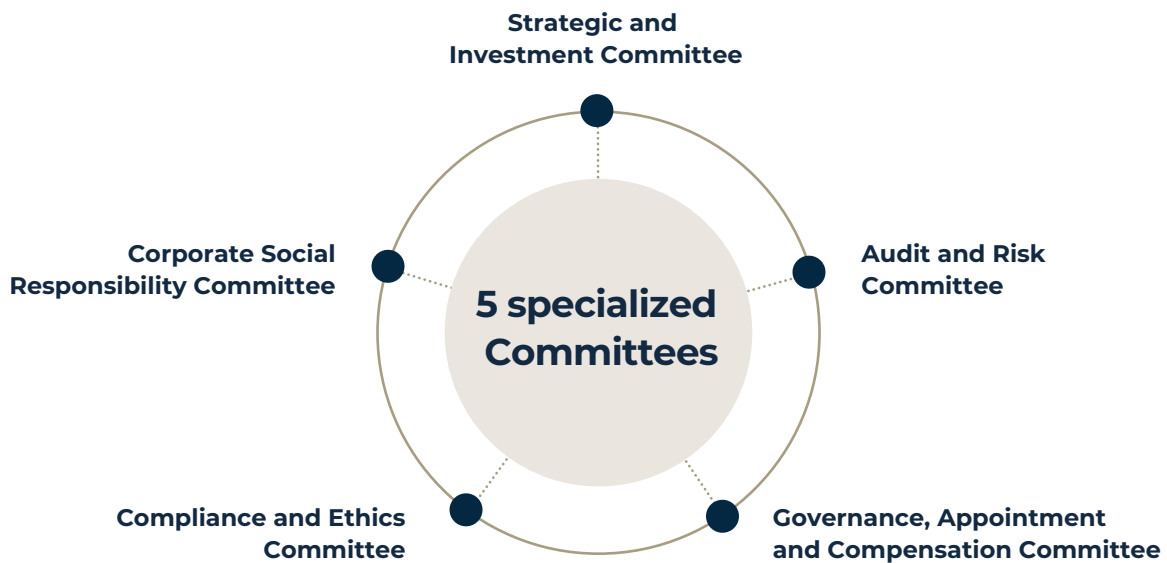 Strategic and
Investment Committee
Corporate Social
Responsibility Committee
Audit and Risk
Committee
5 specialized
Committees
Compliance and Ethics
Committee
Governance, Appointment
and Compensation Committee